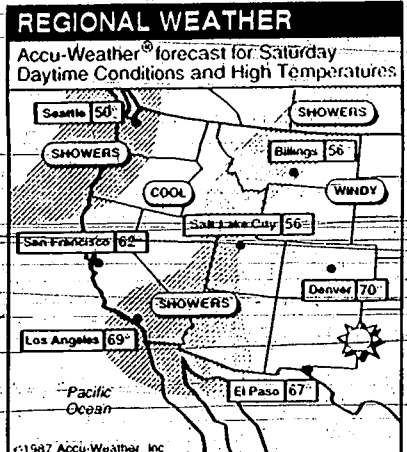 REGIONAL WEATHER
Accu-Weather® forecast for Saturday
Daytime Conditions and High Temperatures
Seattle 50°
SHOWERS
SHOWERS
Billings 56°
COOL
WINDY
Salt Lake City 56°
San Francisco 62°
Denver 70°
SHOWERS
Los Angeles 69°
El Paso 67°
Pacific
Ocean
©1987 Accu-Weather, Inc